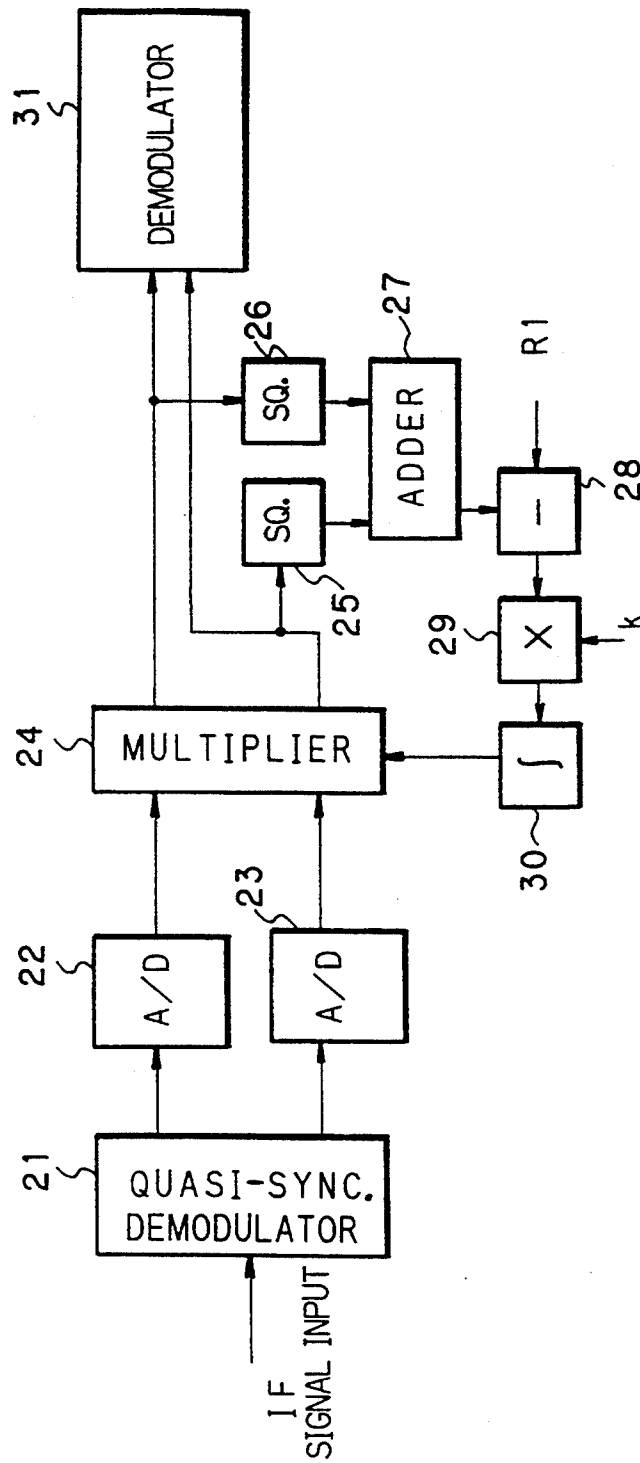 IF
SIGNAL INPUT
21
QUASI-SYNC.
DEMODULATOR
22
A/D
23
A/D
24
MULTIPLIER
25
SQ.
26
SQ.
27
ADDER
28
−
R1
29
X
k
30
∫
31
DEMODULATOR